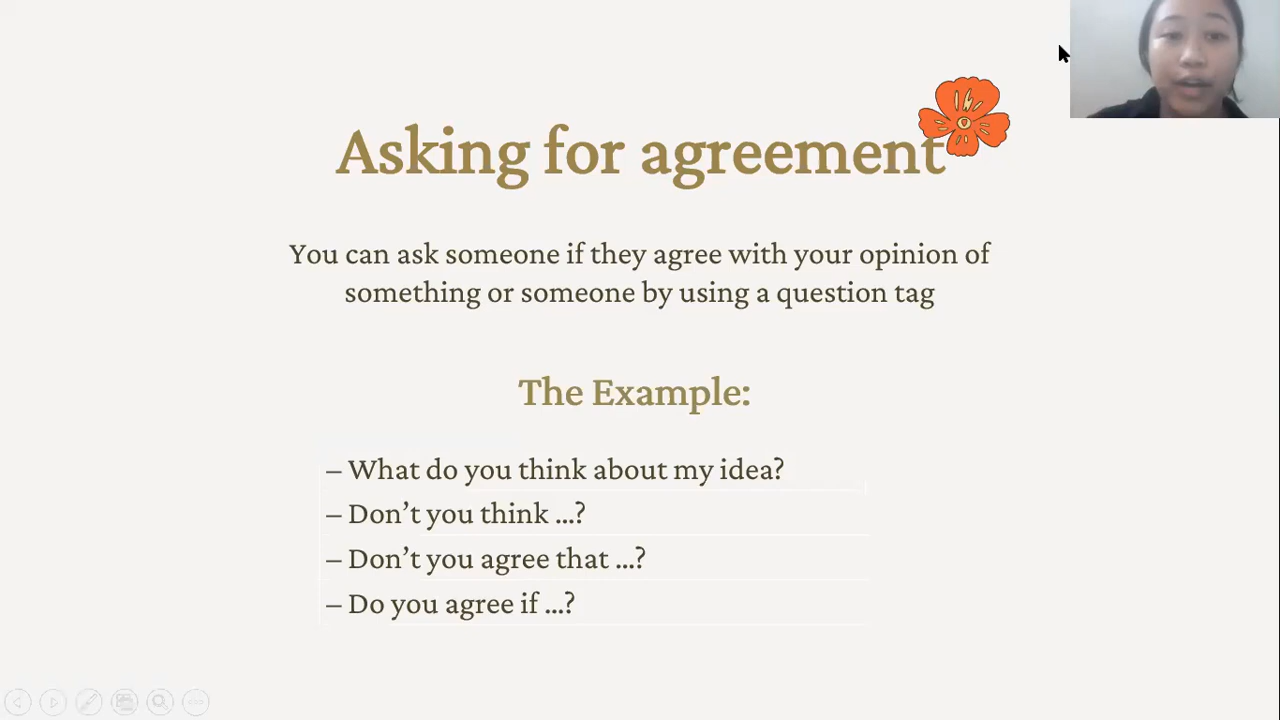 Asking for agreement
You can ask someone if they agree with your opinion of
something or someone by using a question tag
The Example:
– What do you think about my idea?
– Don’t you think ...?
– Don’t you agree that ...?
– Do you agree if ...?